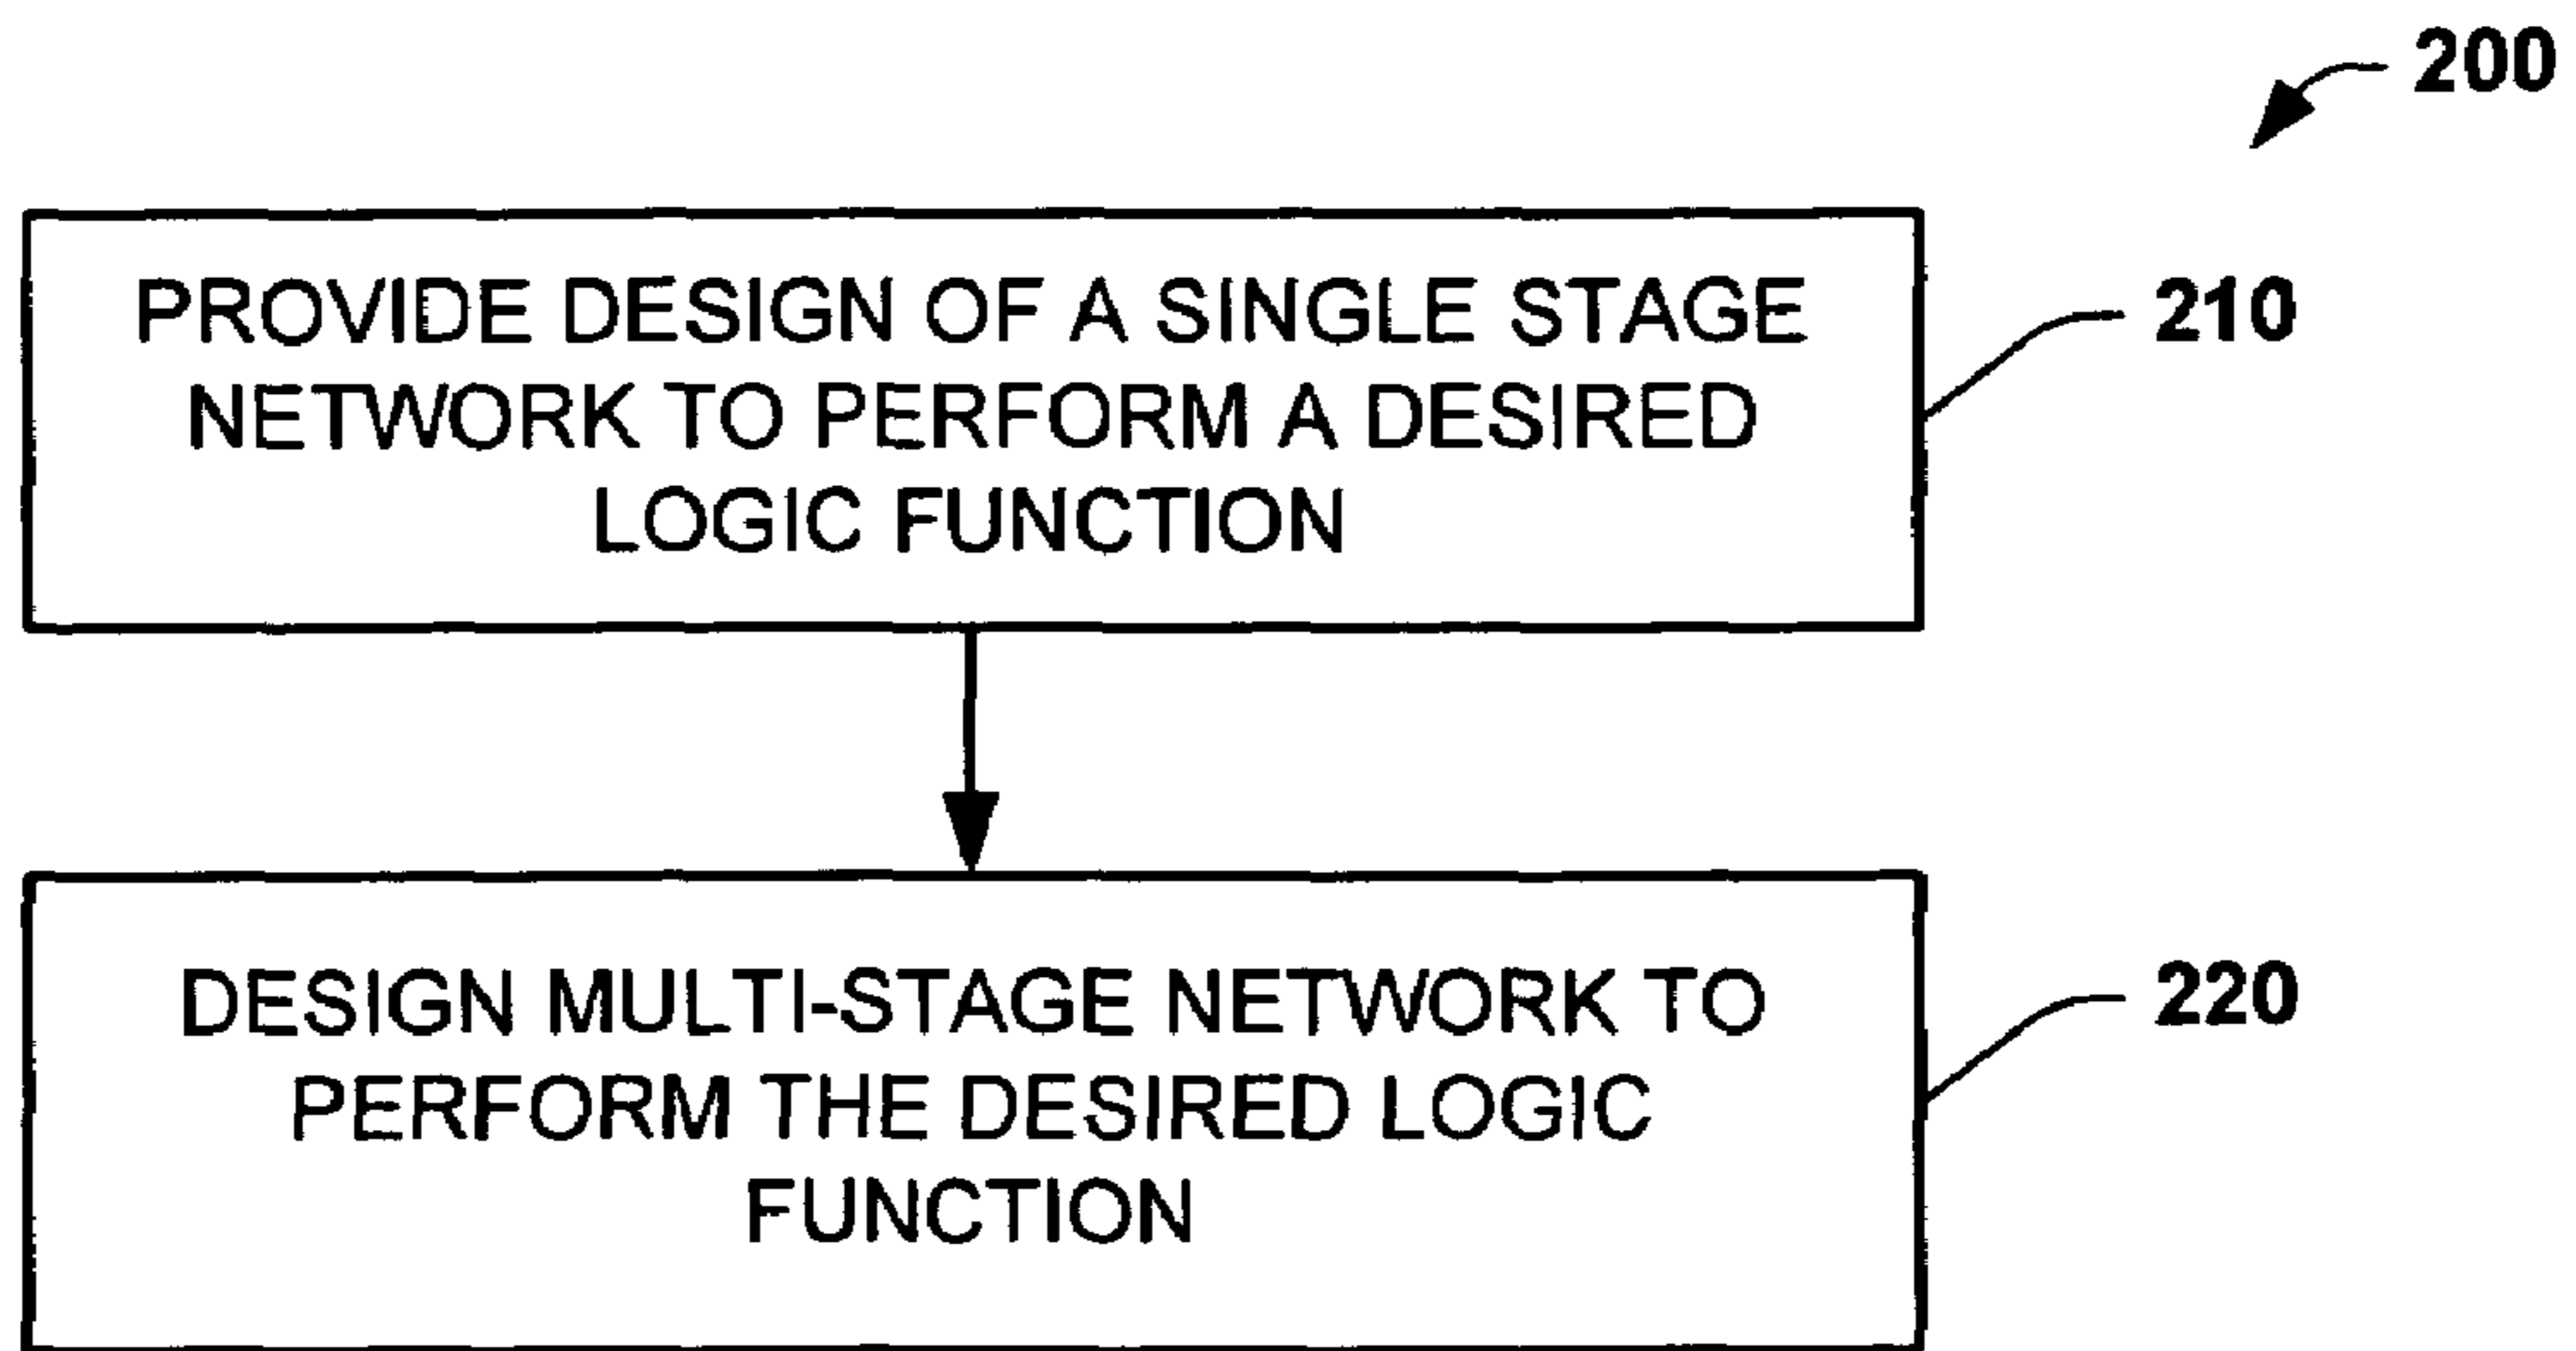 200
PROVIDE DESIGN OF A SINGLE STAGE
NETWORK TO PERFORM A DESIRED
LOGIC FUNCTION
210
DESIGN MULTI-STAGE NETWORK TO
PERFORM THE DESIRED LOGIC
FUNCTION
220